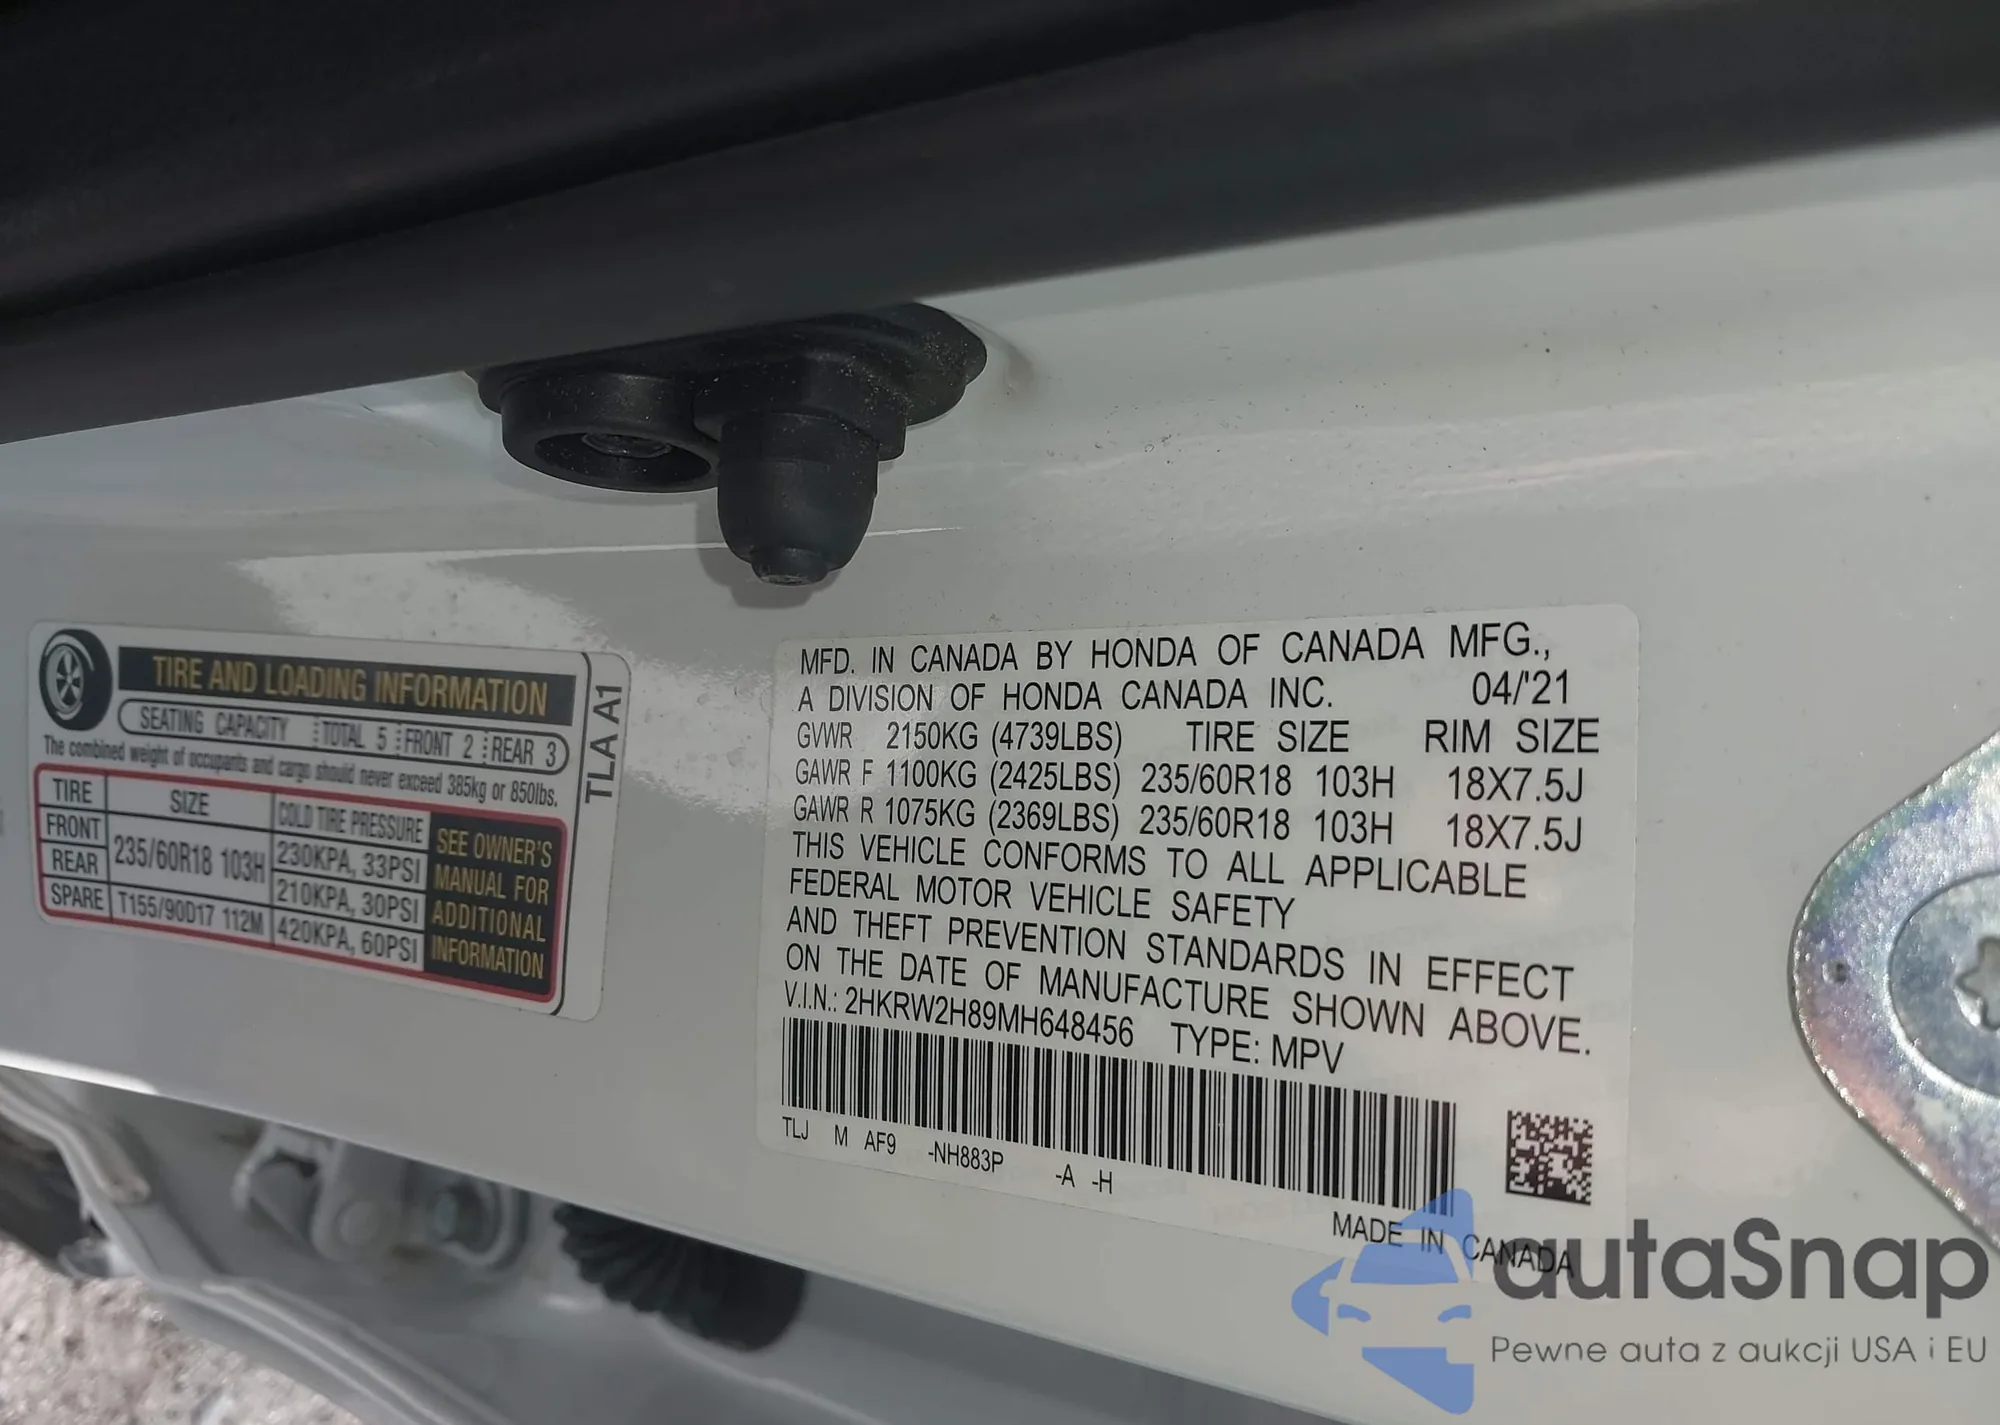 TIRE AND LOADING INFORMATION
SEATING CAPACITY TOTAL 5 FRONT 2 REAR 3
The combined weight of occupants and cargo should never exceed 385kg or 850lbs.
TIRE SIZE COLD TIRE PRESSURE
FRONT 235/60R18 103H 230KPA, 33PSI
REAR 210KPA, 30PSI
SPARE T155/90D17 112M 420KPA, 60PSI
SEE OWNER'S
MANUAL FOR
ADDITIONAL
INFORMATION
TLA A1
MFD. IN CANADA BY HONDA OF CANADA MFG.,
A DIVISION OF HONDA CANADA INC. 04/'21
GVWR 2150KG (4739LBS) TIRE SIZE RIM SIZE
GAWR F 1100KG (2425LBS) 235/60R18 103H 18X7.5J
GAWR R 1075KG (2369LBS) 235/60R18 103H 18X7.5J
THIS VEHICLE CONFORMS TO ALL APPLICABLE
FEDERAL MOTOR VEHICLE SAFETY
AND THEFT PREVENTION STANDARDS IN EFFECT
ON THE DATE OF MANUFACTURE SHOWN ABOVE.
V.I.N.: 2HKRW2H89MH648456 TYPE: MPV
TLJ M AF9 -NH883P -A -H
MADE IN CANADA
autaSnap
Pewne auta z aukcji USA i EU